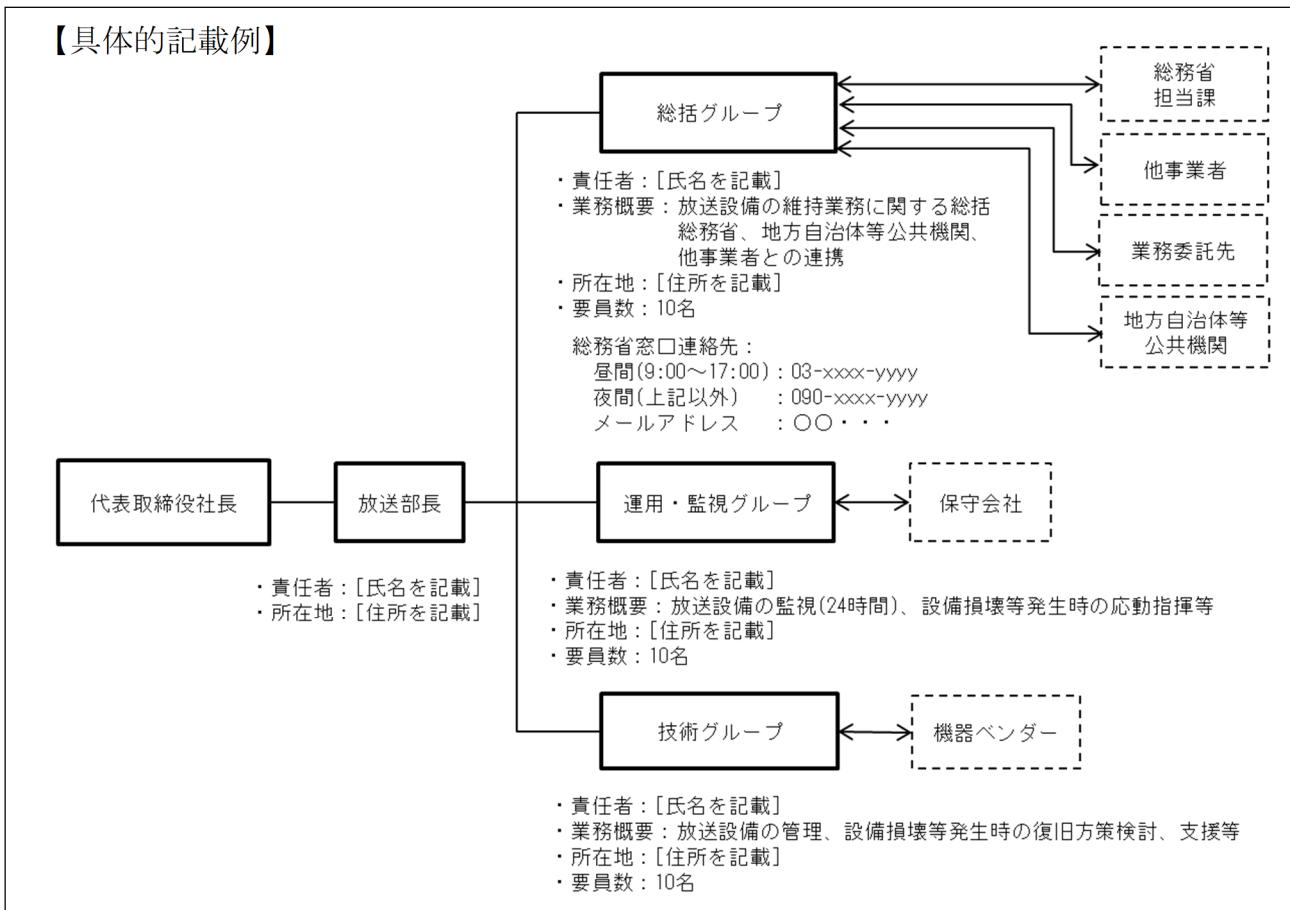 【具体的記載例】
総務省
担当課
総括グループ
他事業者
業務委託先
地方自治体等
公共機関
・責任者：[氏名を記載]
・業務概要：放送設備の維持業務に関する総括
総務省、地方自治体等公共機関、
他事業者との連携
・所在地：[住所を記載]
・要員数：10名
総務省窓口連絡先：
昼間(9:00～17:00)：03-xxxx-yyyy
夜間(上記以外)　：090-xxxx-yyyy
メールアドレス　：〇〇・・・
代表取締役社長
放送部長
・責任者：[氏名を記載]
・所在地：[住所を記載]
運用・監視グループ
保守会社
・責任者：[氏名を記載]
・業務概要：放送設備の監視(24時間)、設備損壊等発生時の応動指揮等
・所在地：[住所を記載]
・要員数：10名
技術グループ
機器ベンダー
・責任者：[氏名を記載]
・業務概要：放送設備の管理、設備損壊等発生時の復旧方策検討、支援等
・所在地：[住所を記載]
・要員数：10名